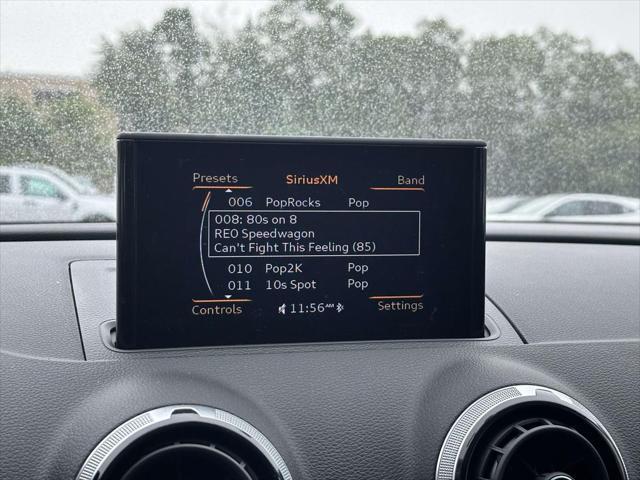 Presets SiriusXM Band
006 PopRocks Pop
008: 80s on 8
REO Speedwagon
Can't Fight This Feeling (85)
010 Pop2K Pop
011 10s Spot Pop
Controls 11:56 AM Settings